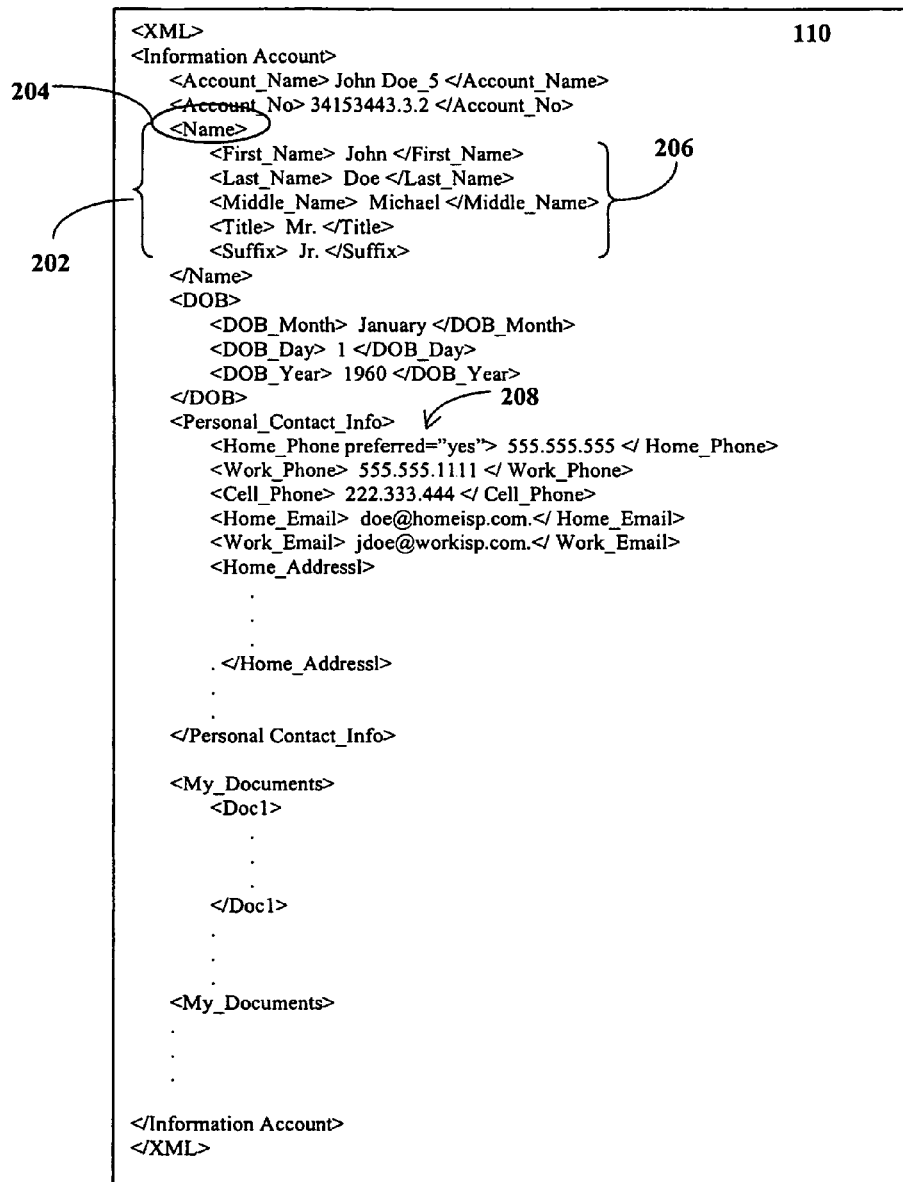 <XML> 110
<Information Account>
<Account_Name> John Doe_5 </Account_Name>
204
<Account_No> 34153443.3.2 </Account_No>
<Name>
<First_Name> John </First_Name>
206
<Last_Name> Doe </Last_Name>
<Middle_Name> Michael </Middle_Name>
<Title> Mr. </Title>
202
<Suffix> Jr. </Suffix>
</Name>
<DOB>
<DOB_Month> January </DOB_Month>
<DOB_Day> 1 </DOB_Day>
<DOB_Year> 1960 </DOB_Year>
</DOB>
208
<Personal_Contact_Info>
<Home_Phone preferred="yes"> 555.555.555 </ Home_Phone>
<Work_Phone> 555.555.1111 </ Work_Phone>
<Cell_Phone> 222.333.444 </ Cell_Phone>
<Home_Email> doe@homeisp.com.</ Home_Email>
<Work_Email> jdoe@workisp.com.</ Work_Email>
<Home_Addressl>
.
.
.
. </Home_Addressl>
.
.
</Personal Contact_Info>
<My_Documents>
<Doc1>
.
.
.
</Doc1>
.
.
.
<My_Documents>
.
.
.
</Information Account>
</XML>